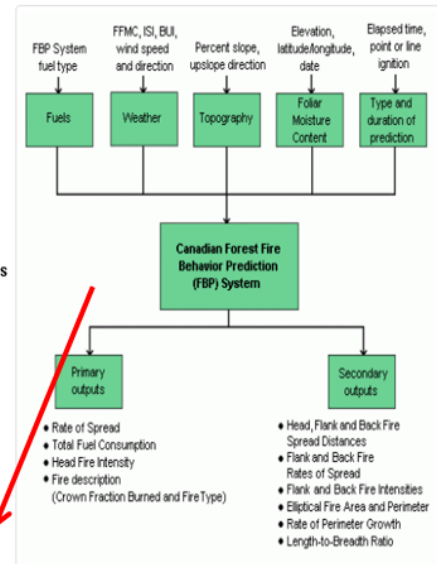 FBP System
fuel type
FFMC, ISI, BUI,
wind speed
and direction
Percent slope,
upslope direction
Elevation,
latitude/longitude,
date
Elapsed time,
point or line
ignition
Fuels
Weather
Topography
Foliar
Moisture
Content
Type and
duration of
prediction
s
Canadian Forest Fire
Behavior Prediction
(FBP) System
Primary
outputs
Secondary
outputs
♦ Rate of Spread
♦ Total Fuel Consumption
♦ Head Fire Intensity
♦ Fire description
(Crown Fraction Burned and Fire Type)
♦ Head, Flank and Back Fire
Spread Distances
♦ Flank and Back Fire
Rates of Spread
♦ Flank and Back Fire Intensities
♦ Elliptical Fire Area and Perimeter
♦ Rate of Perimeter Growth
♦ Length-to-Breadth Ratio